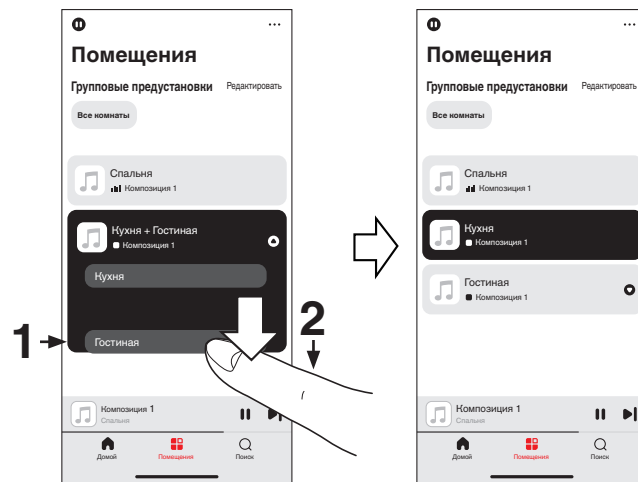 Помещения
Групповые предустановки Редактировать
Все комнаты
Спальня
Композиция 1
Кухня + Гостиная
Композиция 1
Кухня
Гостиная
1
2
Композиция 1
Спальня
Домой Помещения Поиск
Помещения
Групповые предустановки Редактировать
Все комнаты
Спальня
Композиция 1
Кухня
Композиция 1
Гостиная
Композиция 1
Композиция 1
Спальня
Домой Помещения Поиск